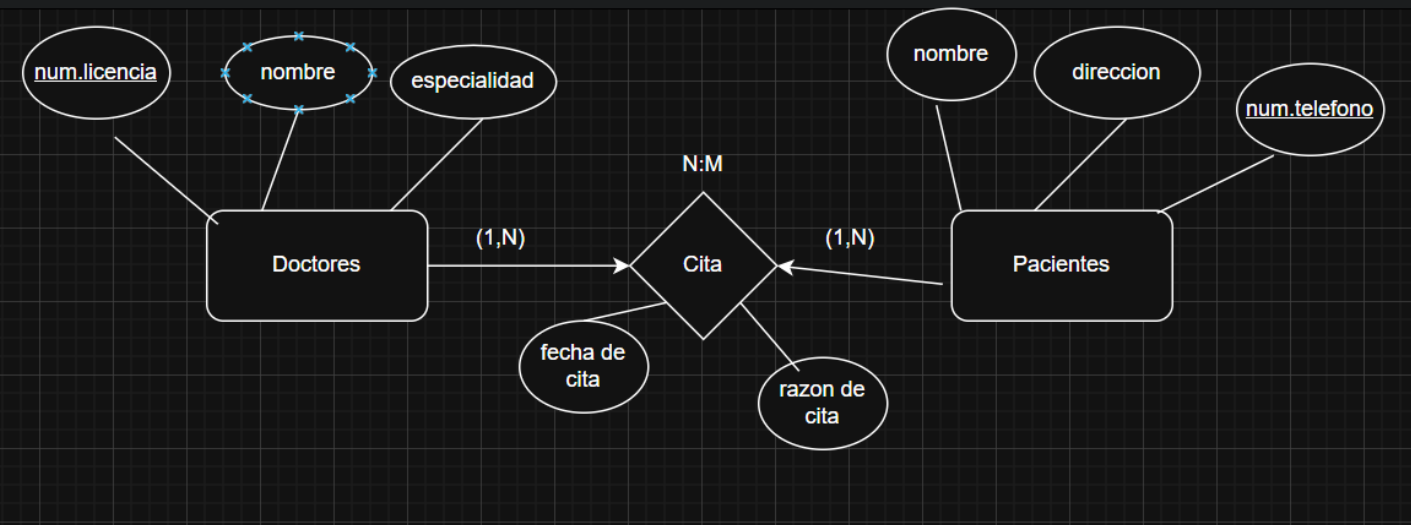 num.licencia
nombre
especialidad
nombre
direccion
num.telefono
N:M
(1,N)
(1,N)
Doctores
Cita
Pacientes
fecha de
cita
razon de
cita